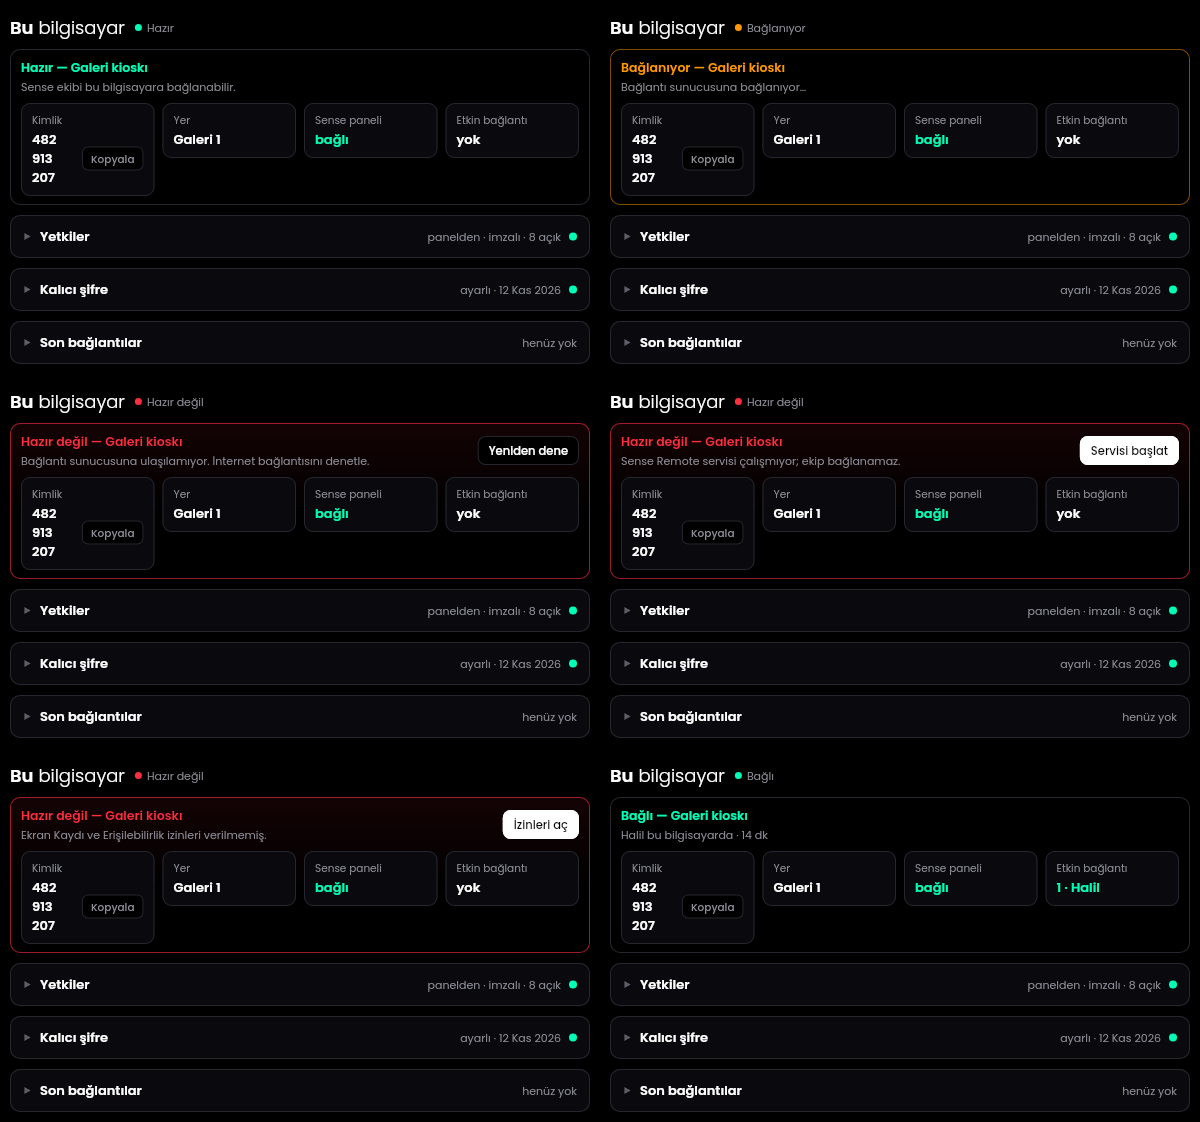 Bu bilgisayar Hazır
Hazır — Galeri kioskı
Sense ekibi bu bilgisayara bağlanabilir.
Kimlik
482
913
207
Kopyala
Yer
Galeri 1
Sense paneli
bağlı
Etkin bağlantı
yok
Yetkiler panelden · imzalı · 8 açık
Kalıcı şifre ayarlı · 12 Kas 2026
Son bağlantılar henüz yok
Bu bilgisayar Bağlanıyor
Bağlanıyor — Galeri kioskı
Bağlantı sunucusuna bağlanıyor...
Kimlik
482
913
207
Kopyala
Yer
Galeri 1
Sense paneli
bağlı
Etkin bağlantı
yok
Yetkiler panelden · imzalı · 8 açık
Kalıcı şifre ayarlı · 12 Kas 2026
Son bağlantılar henüz yok
Bu bilgisayar Hazır değil
Hazır değil — Galeri kioskı
Bağlantı sunucusuna ulaşılamıyor. İnternet bağlantısını denetle.
Yeniden dene
Kimlik
482
913
207
Kopyala
Yer
Galeri 1
Sense paneli
bağlı
Etkin bağlantı
yok
Yetkiler panelden · imzalı · 8 açık
Kalıcı şifre ayarlı · 12 Kas 2026
Son bağlantılar henüz yok
Bu bilgisayar Hazır değil
Hazır değil — Galeri kioskı
Sense Remote servisi çalışmıyor; ekip bağlanamaz.
Servisi başlat
Kimlik
482
913
207
Kopyala
Yer
Galeri 1
Sense paneli
bağlı
Etkin bağlantı
yok
Yetkiler panelden · imzalı · 8 açık
Kalıcı şifre ayarlı · 12 Kas 2026
Son bağlantılar henüz yok
Bu bilgisayar Hazır değil
Hazır değil — Galeri kioskı
Ekran Kaydı ve Erişilebilirlik izinleri verilmemiş.
İzinleri aç
Kimlik
482
913
207
Kopyala
Yer
Galeri 1
Sense paneli
bağlı
Etkin bağlantı
yok
Yetkiler panelden · imzalı · 8 açık
Kalıcı şifre ayarlı · 12 Kas 2026
Son bağlantılar henüz yok
Bu bilgisayar Bağlı
Bağlı — Galeri kioskı
Halil bu bilgisayarda · 14 dk
Kimlik
482
913
207
Kopyala
Yer
Galeri 1
Sense paneli
bağlı
Etkin bağlantı
1 · Halil
Yetkiler panelden · imzalı · 8 açık
Kalıcı şifre ayarlı · 12 Kas 2026
Son bağlantılar henüz yok